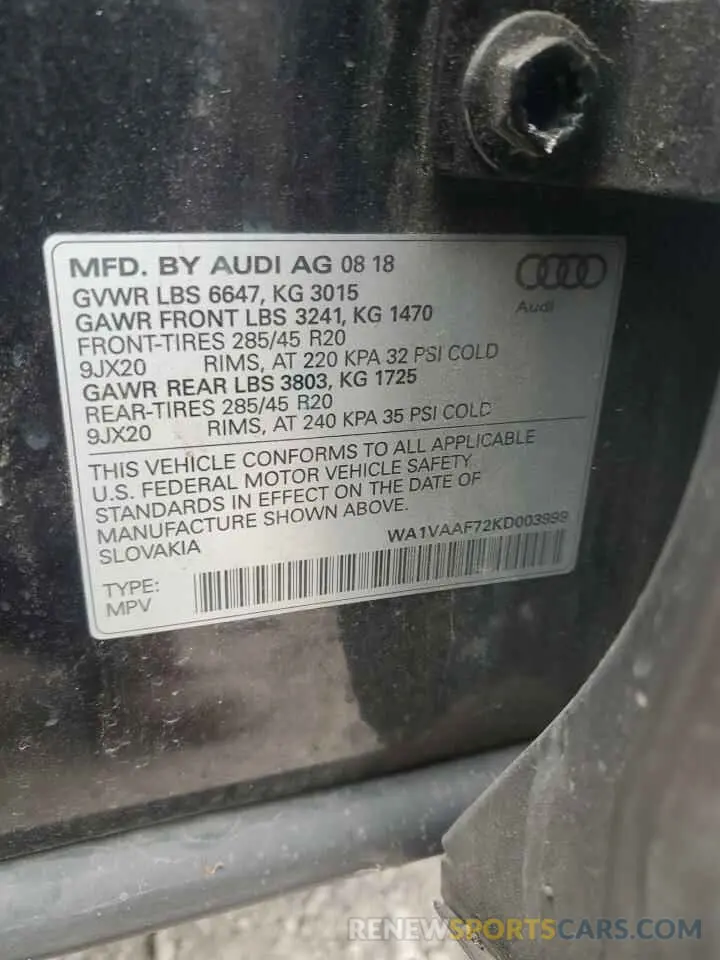 MFD. BY AUDI AG 08 18
Audi
GVWR LBS 6647, KG 3015
GAWR FRONT LBS 3241, KG 1470
FRONT-TIRES 285/45 R20
9JX20 RIMS, AT 220 KPA 32 PSI COLD
GAWR REAR LBS 3803, KG 1725
REAR-TIRES 285/45 R20
9JX20 RIMS, AT 240 KPA 35 PSI COLD
THIS VEHICLE CONFORMS TO ALL APPLICABLE
U.S. FEDERAL MOTOR VEHICLE SAFETY
STANDARDS IN EFFECT ON THE DATE OF
MANUFACTURE SHOWN ABOVE.
SLOVAKIA WA1VAAF72KD003999
TYPE:
MPV
RENEWSPORTSCARS.COM